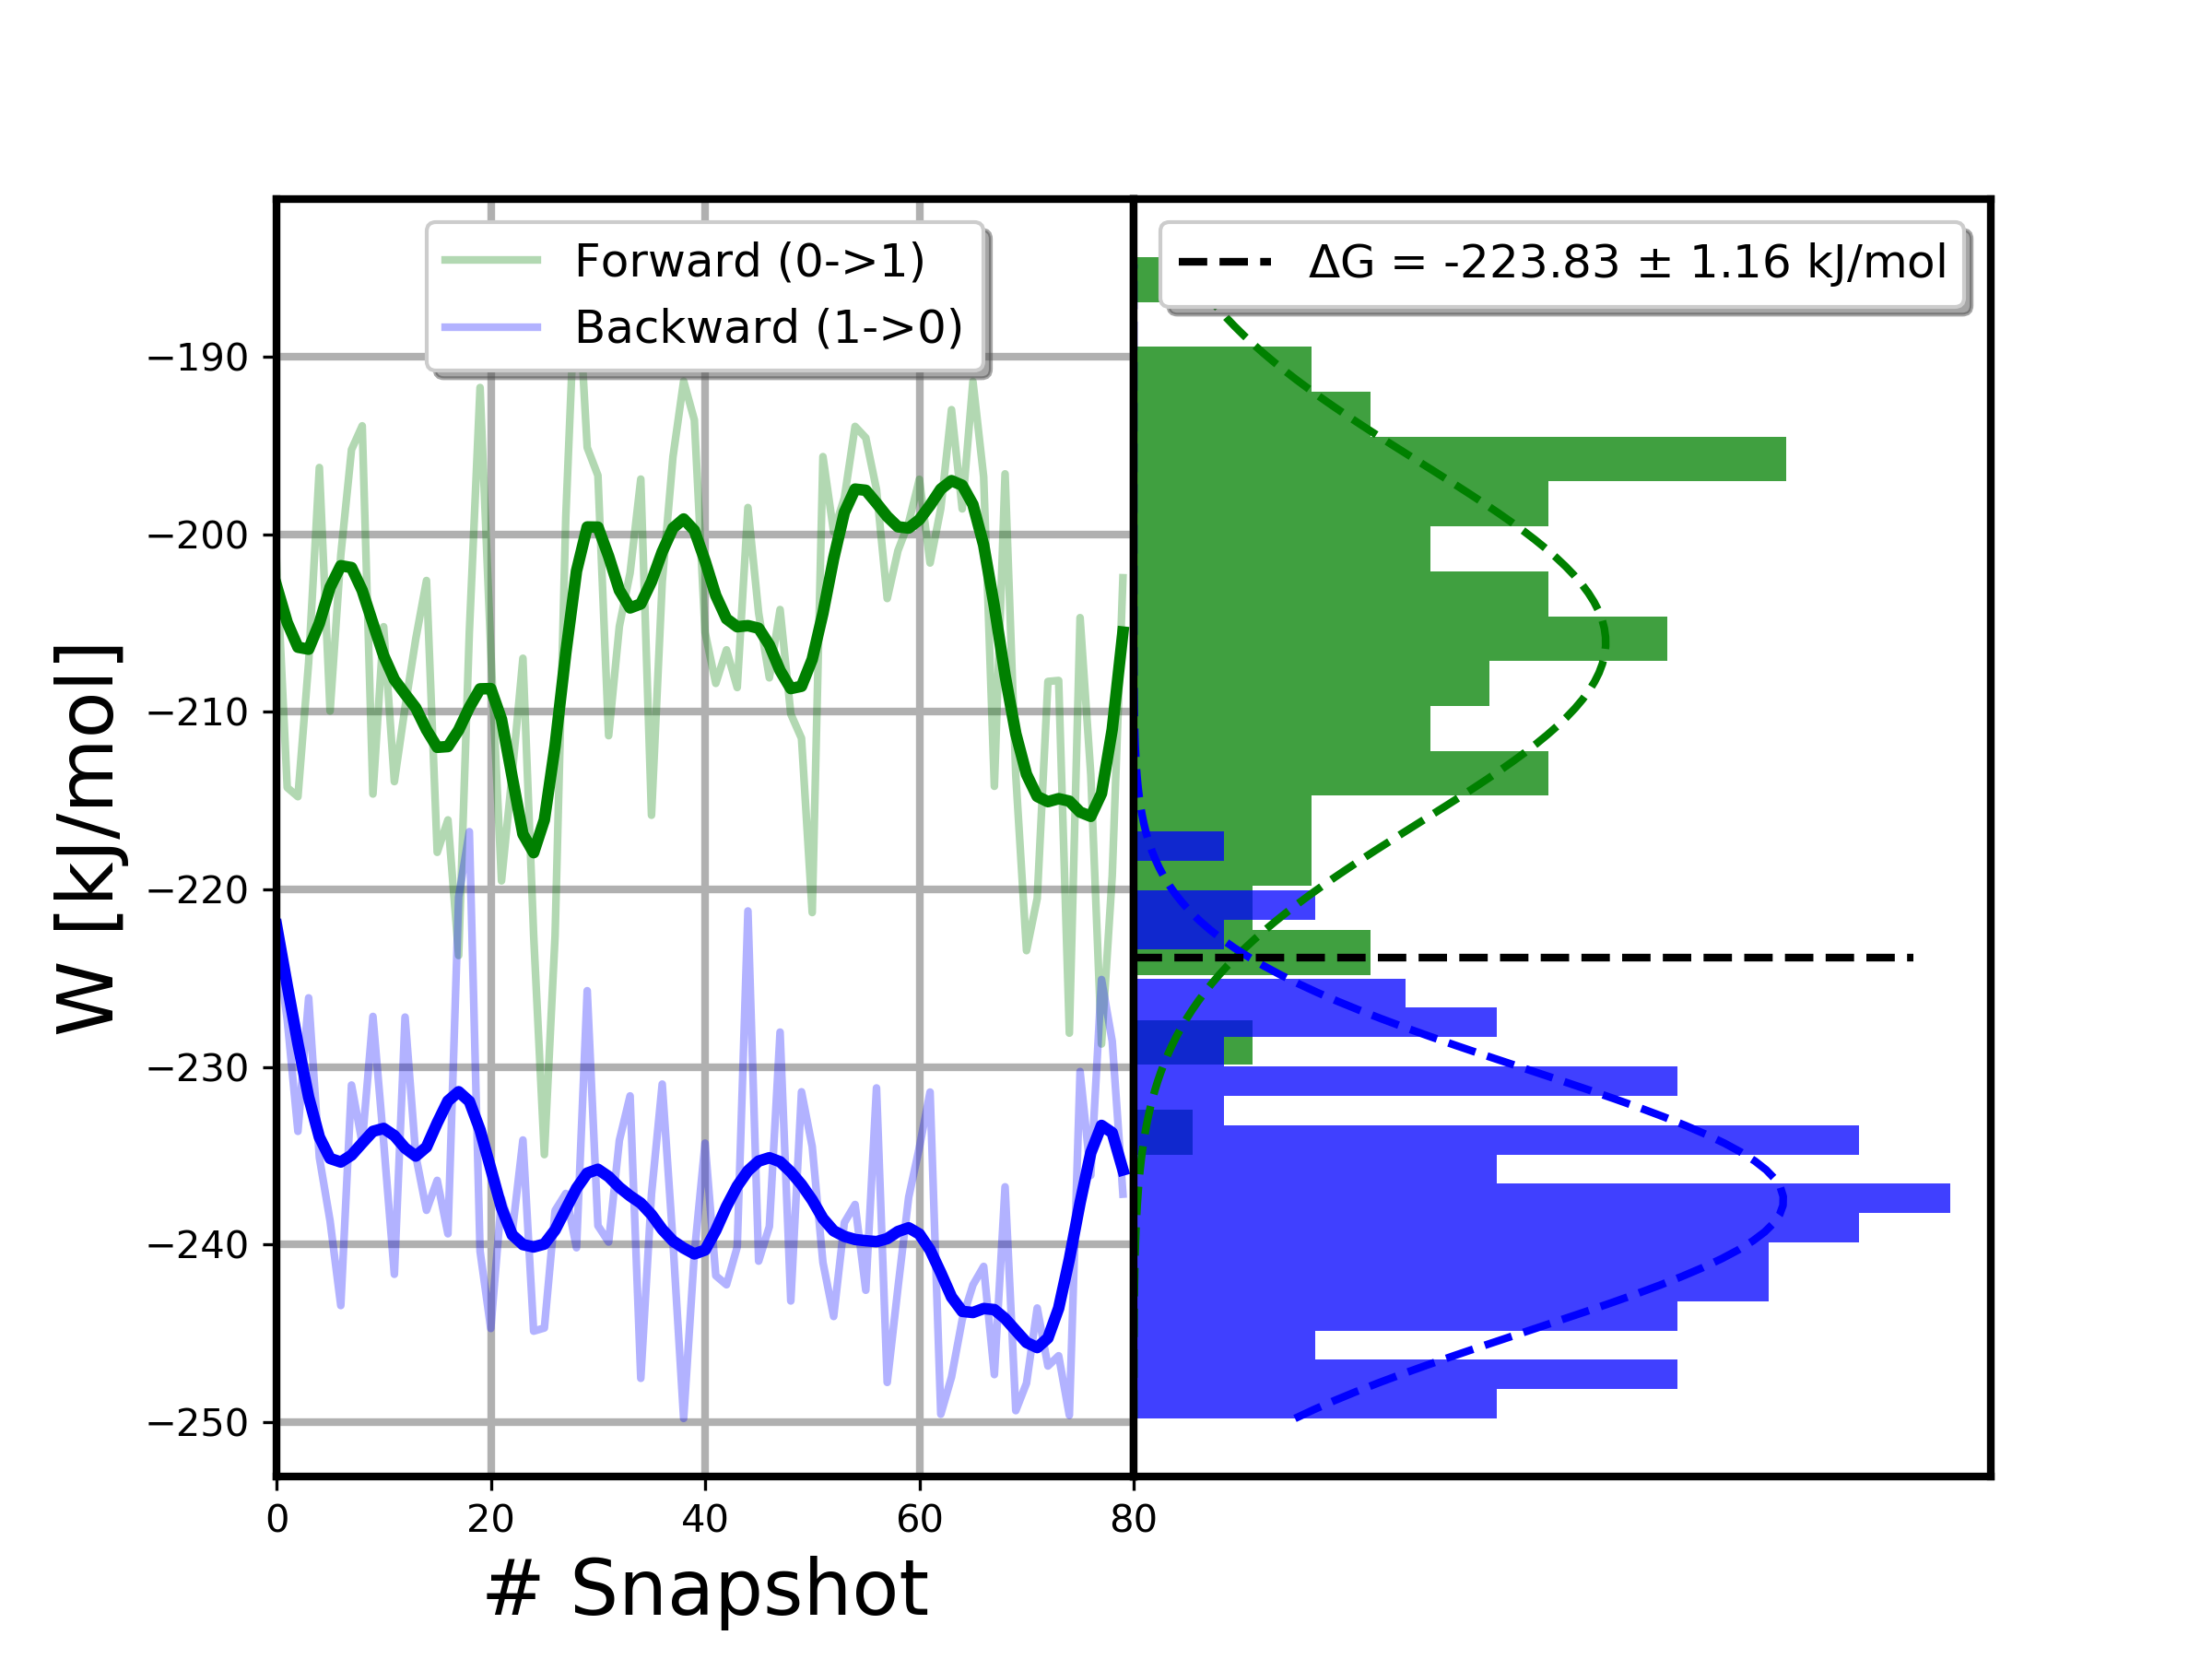 Forward (0->1)
Backward (1->0)
ΔG = -223.83 ± 1.16 kJ/mol
W [kJ/mol]
−190
−200
−210
−220
−230
−240
−250
0 20 40 60 80
# Snapshot